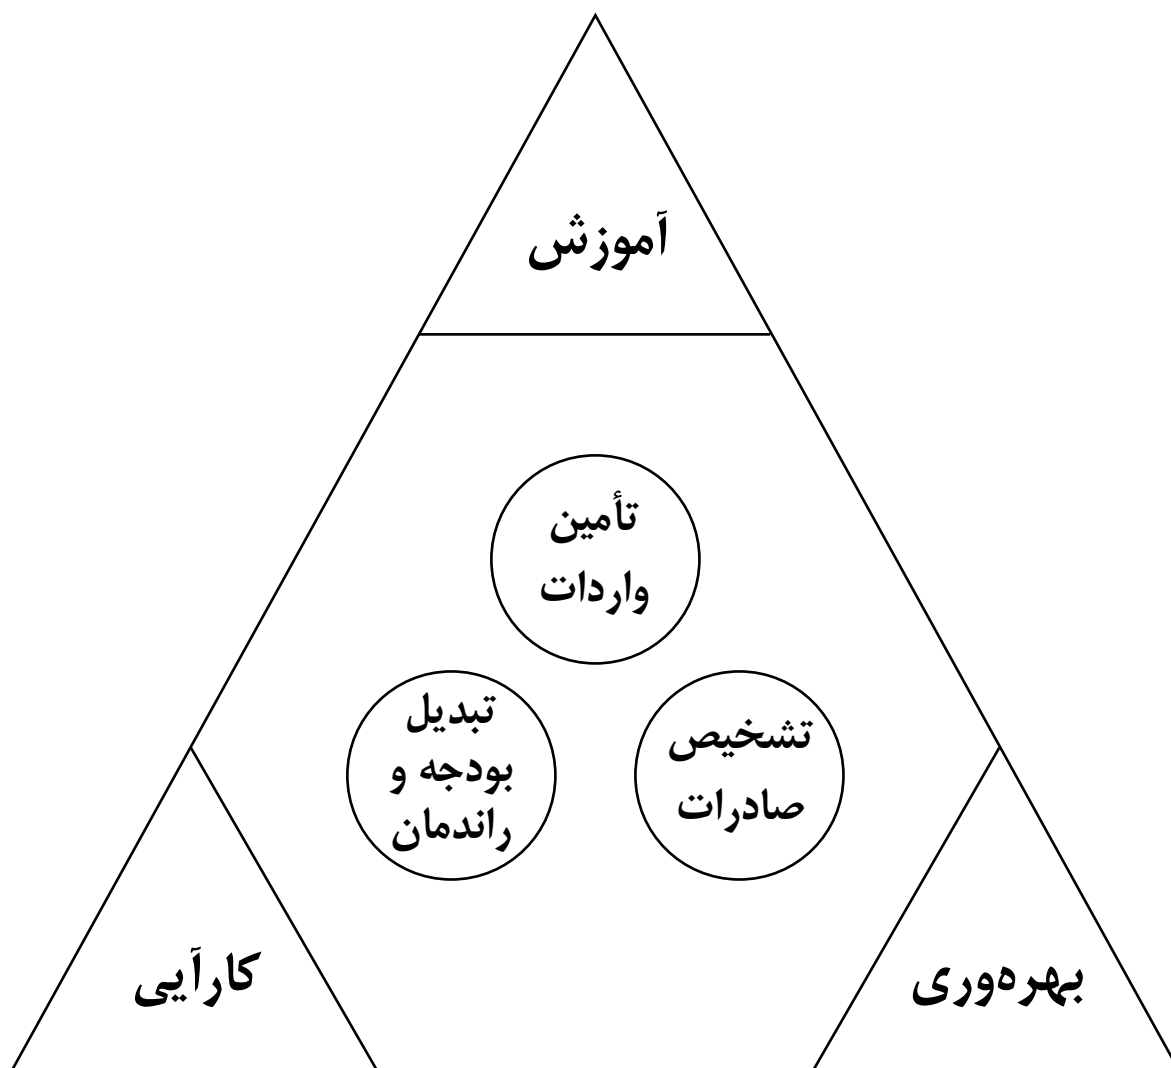 آموزش
تأمین
واردات
تشخیص
صادرات
تبدیل
بودجه و
راندمان
بهره‌وری
کارآیی